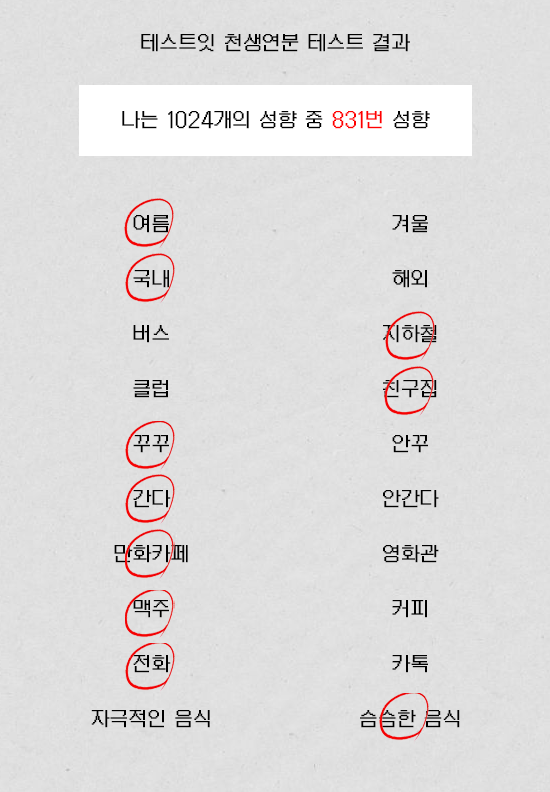 테스트잇 천생연분 테스트 결과
나는 1024개의 성향 중 831번 성향
여름 겨울
국내 해외
버스 지하철
클럽 친구집
꾸꾸 안꾸
간다 안간다
만화카페 영화관
맥주 커피
전화 카톡
자극적인 음식 슴슴한 음식